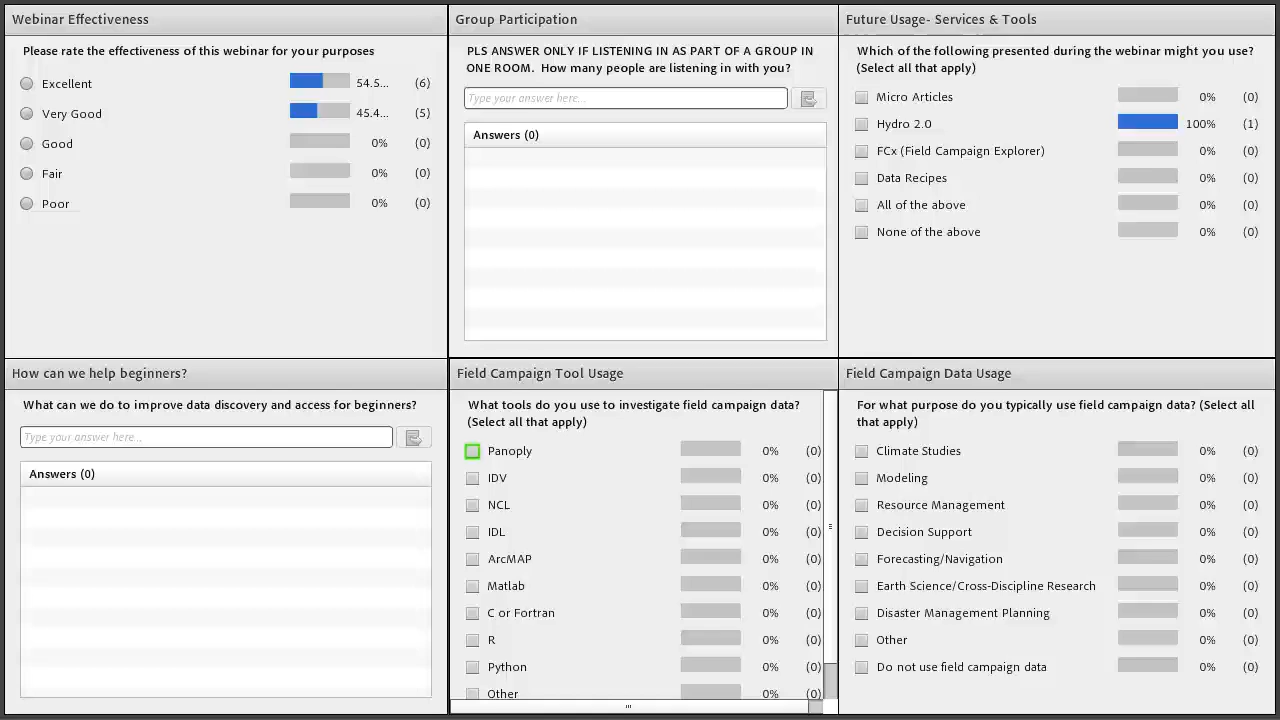 Webinar Effectiveness
Please rate the effectiveness of this webinar for your purposes
Excellent 54.5... (6)
Very Good 45.4... (5)
Good 0% (0)
Fair 0% (0)
Poor 0% (0)
Group Participation
PLS ANSWER ONLY IF LISTENING IN AS PART OF A GROUP IN
ONE ROOM. How many people are listening in with you?
Type your answer here...
Answers (0)
Future Usage- Services & Tools
Which of the following presented during the webinar might you use?
(Select all that apply)
Micro Articles 0% (0)
Hydro 2.0 100% (1)
FCx (Field Campaign Explorer) 0% (0)
Data Recipes 0% (0)
All of the above 0% (0)
None of the above 0% (0)
How can we help beginners?
What can we do to improve data discovery and access for beginners?
Type your answer here...
Answers (0)
Field Campaign Tool Usage
What tools do you use to investigate field campaign data?
(Select all that apply)
Panoply 0% (0)
IDV 0% (0)
NCL 0% (0)
IDL 0% (0)
ArcMAP 0% (0)
Matlab 0% (0)
C or Fortran 0% (0)
R 0% (0)
Python 0% (0)
Other 0% (0)
Field Campaign Data Usage
For what purpose do you typically use field campaign data? (Select all
that apply)
Climate Studies 0% (0)
Modeling 0% (0)
Resource Management 0% (0)
Decision Support 0% (0)
Forecasting/Navigation 0% (0)
Earth Science/Cross-Discipline Research 0% (0)
Disaster Management Planning 0% (0)
Other 0% (0)
Do not use field campaign data 0% (0)